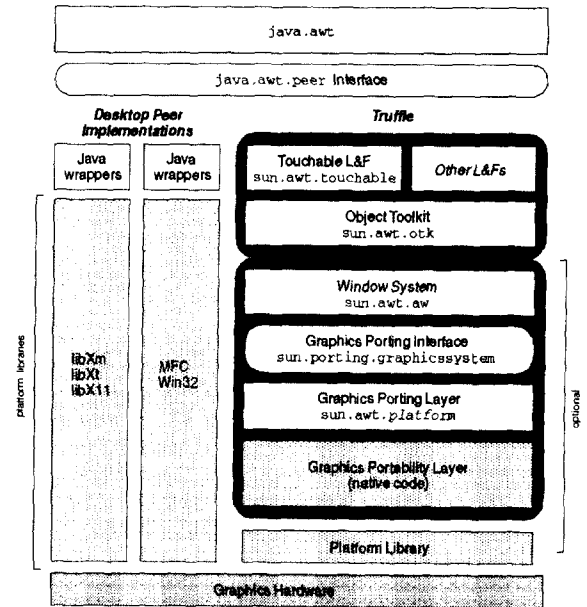 java.awt
java.awt.peer Interface
Desktop Peer
Implementations
Truffle
Java
wrappers
Java
wrappers
Touchable L&F
sun.awt.touchable
Other L&Fs
Object Toolkit
sun.awt.otk
Window System
sun.awt.aw
Graphics Porting Interface
sun.porting.graphicssystem
Graphics Porting Layer
sun.awt.platform
Graphics Portability Layer
(native code)
platform libraries
libXm
libXt
libX11
MFC
Win32
optional
Platform Library
Graphics Hardware